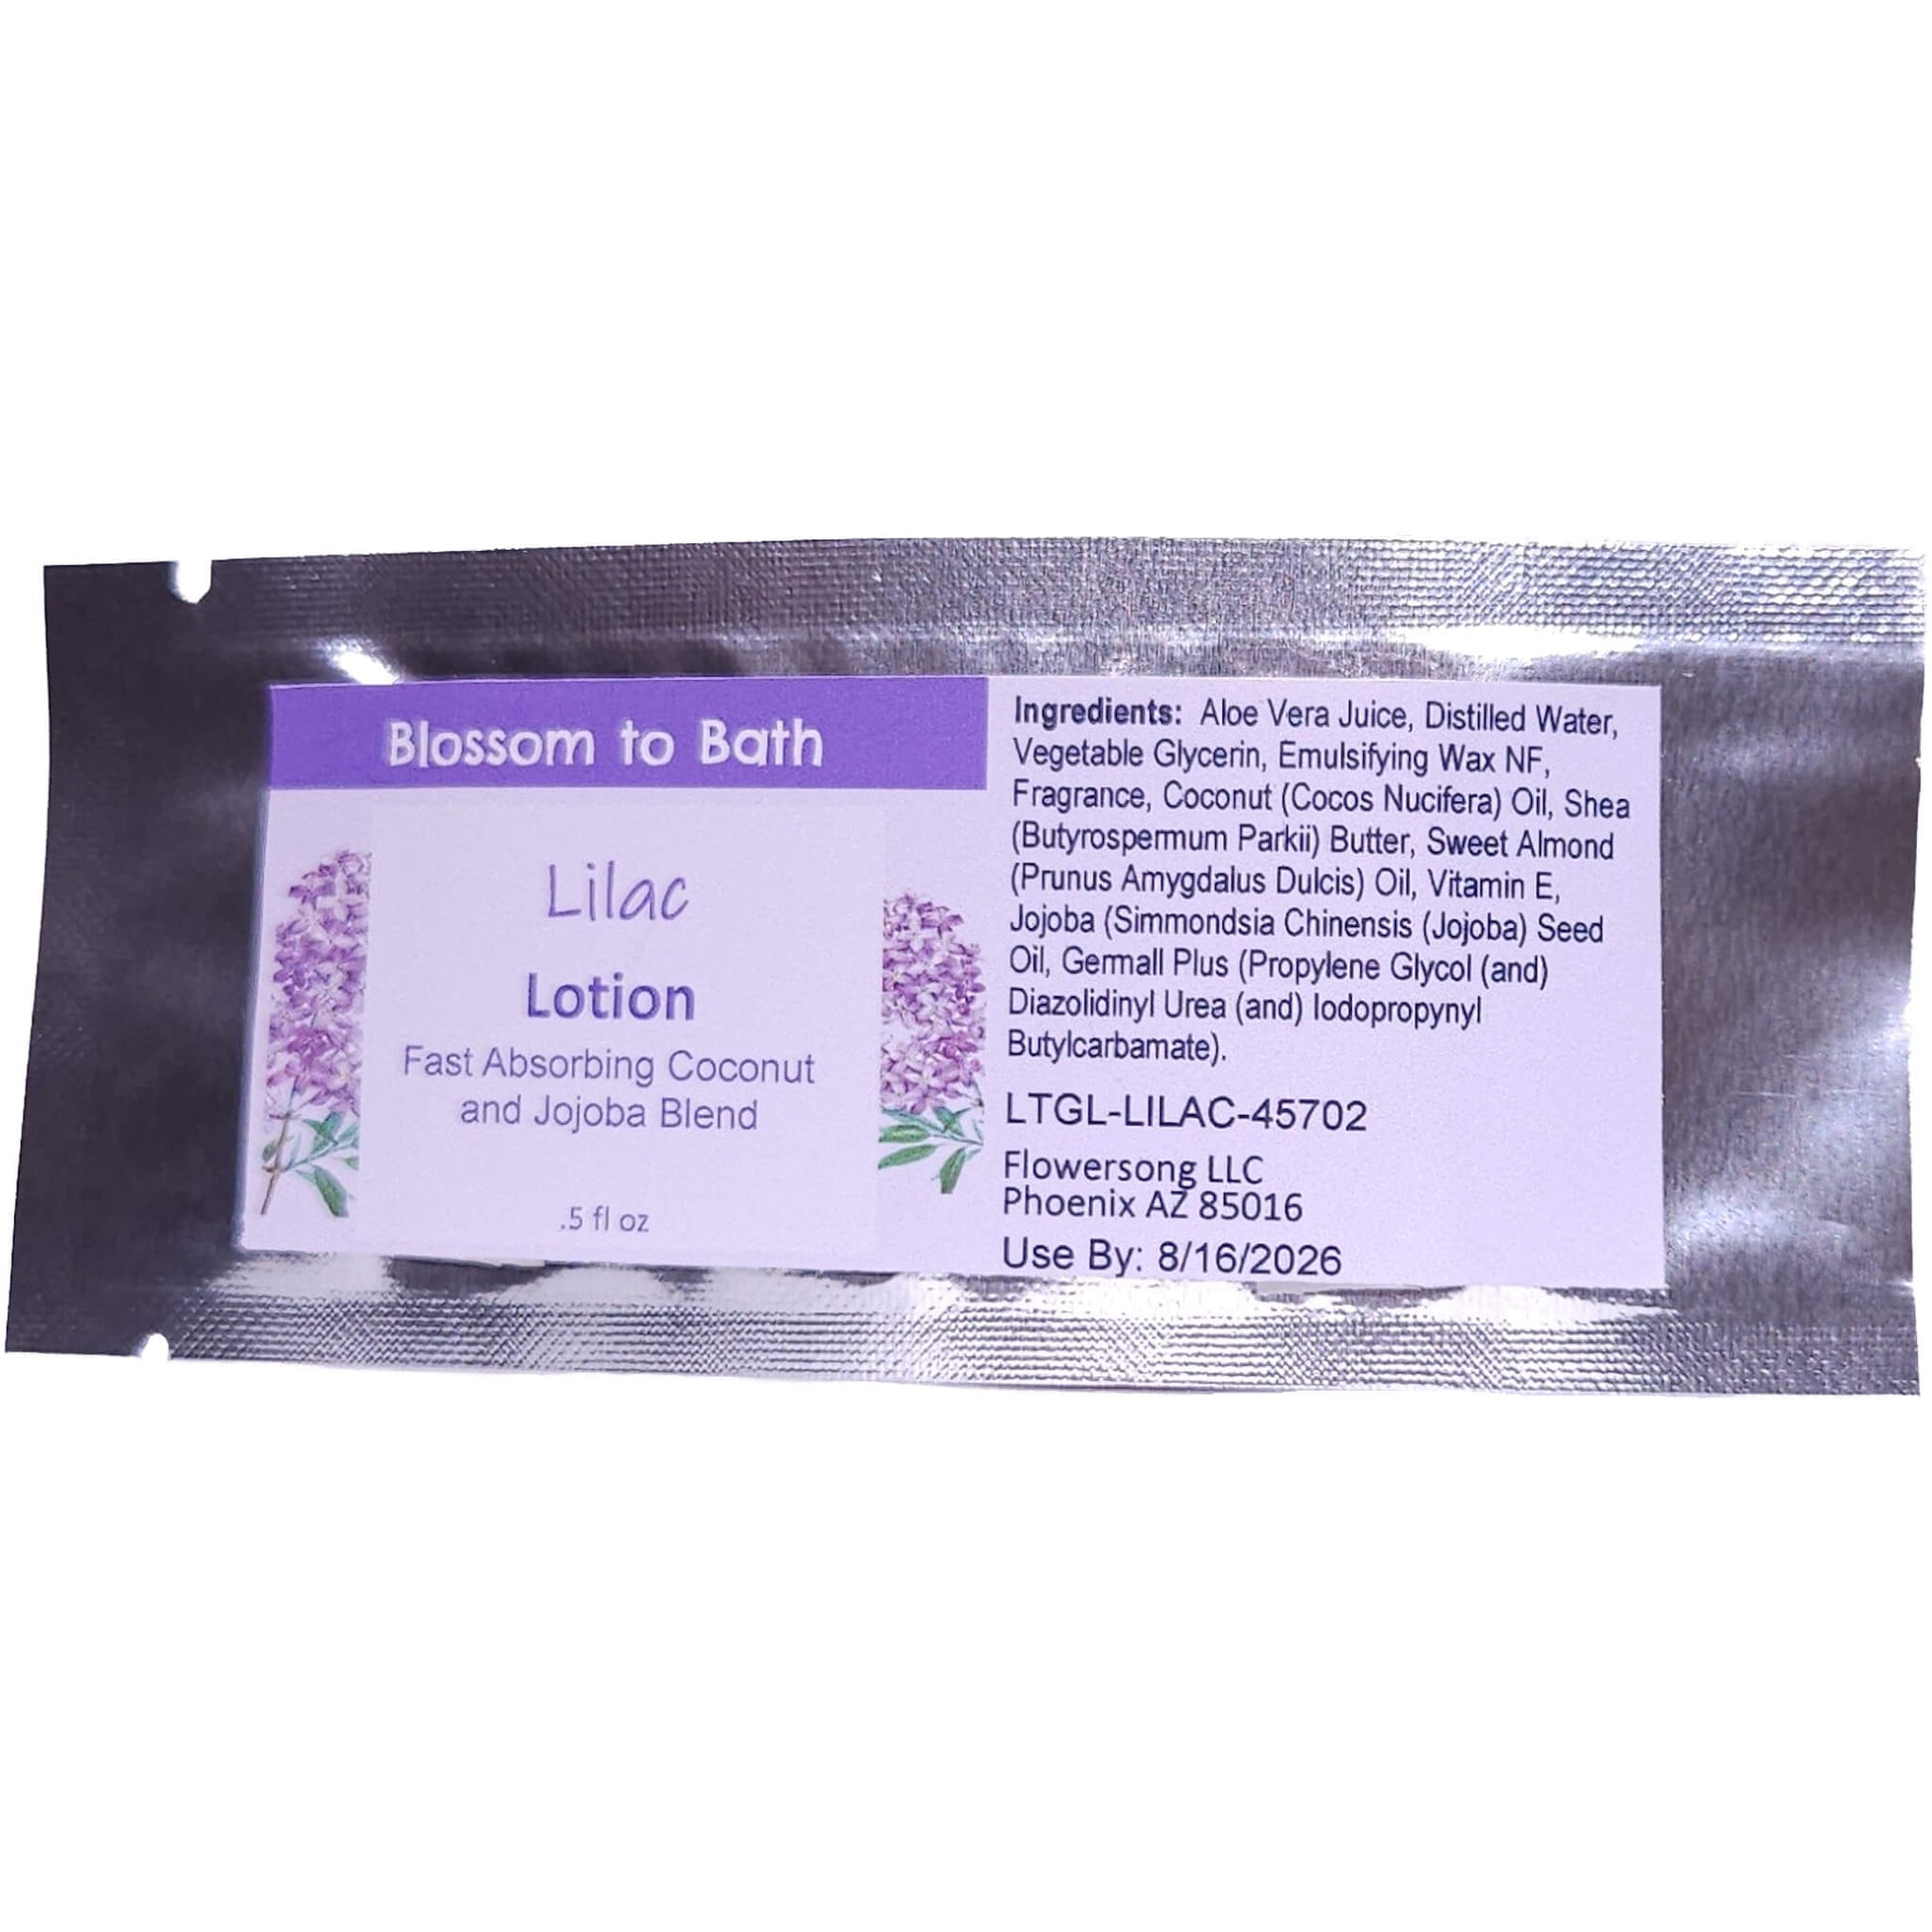 Blossom to Bath
Lilac
Lotion
Fast Absorbing Coconut
and Jojoba Blend
.5 fl oz
Ingredients: Aloe Vera Juice, Distilled Water,
Vegetable Glycerin, Emulsifying Wax NF,
Fragrance, Coconut (Cocos Nucifera) Oil, Shea
(Butyrospermum Parkii) Butter, Sweet Almond
(Prunus Amygdalus Dulcis) Oil, Vitamin E,
Jojoba (Simmondsia Chinensis (Jojoba) Seed
Oil, Germall Plus (Propylene Glycol (and)
Diazolidinyl Urea (and) Iodopropynyl
Butylcarbamate).
LTGL-LILAC-45702
Flowersong LLC
Phoenix AZ 85016
Use By: 8/16/2026